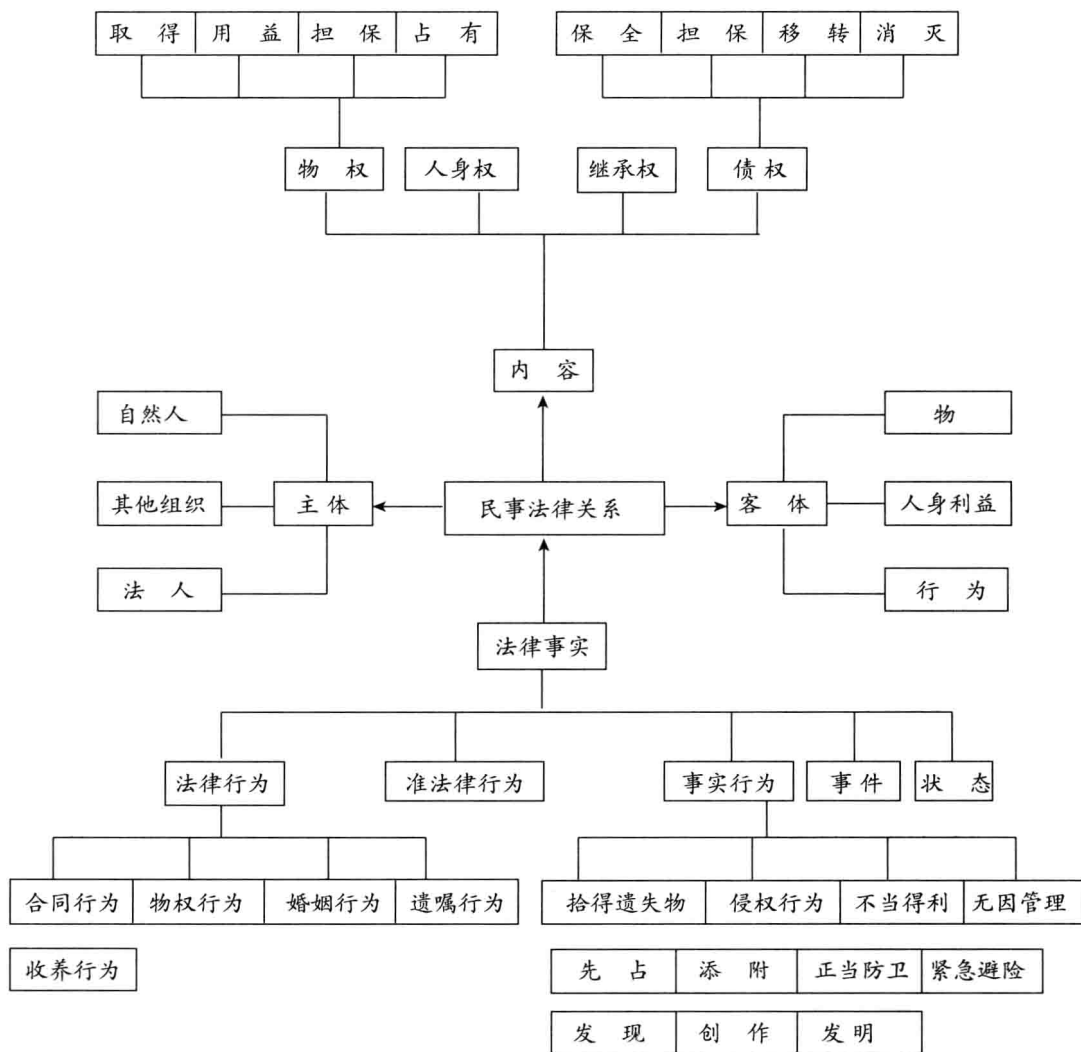 取得 用益 担保 占有 保全 担保 移转 消灭
物权 人身权 继承权 债权
内容
自然人 物
其他组织 主体 民事法律关系 客体 人身利益
法人 行为
法律事实
法律行为 准法律行为 事实行为 事件 状态
合同行为 物权行为 婚姻行为 遗嘱行为 拾得遗失物 侵权行为 不当得利 无因管理
收养行为 先占 添附 正当防卫 紧急避险
发现 创作 发明